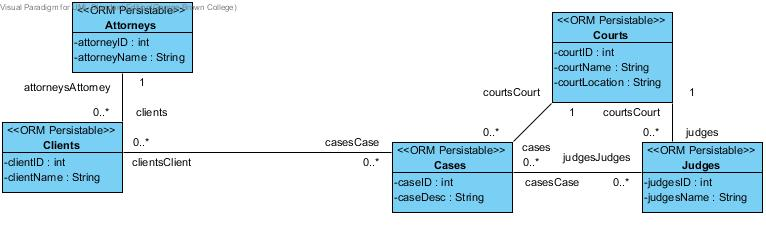 Visual Paradigm for UML
Brown College)
<<ORM Persistable>>
Attorneys
-attorneyID : int
-attorneyName : String
attorneysAttorney
1
0..*
clients
<<ORM Persistable>>
Clients
-clientID : int
-clientName : String
0..*
clientsClient
casesCase
0..*
<<ORM Persistable>>
Courts
-courtID : int
-courtName : String
-courtLocation : String
courtsCourt
1
courtsCourt
1
0..*
0..*
judges
<<ORM Persistable>>
Cases
-caseID : int
-caseDesc : String
cases
0..*
judgesJudges
casesCase
0..*
<<ORM Persistable>>
Judges
-judgesID : int
-judgesName : String